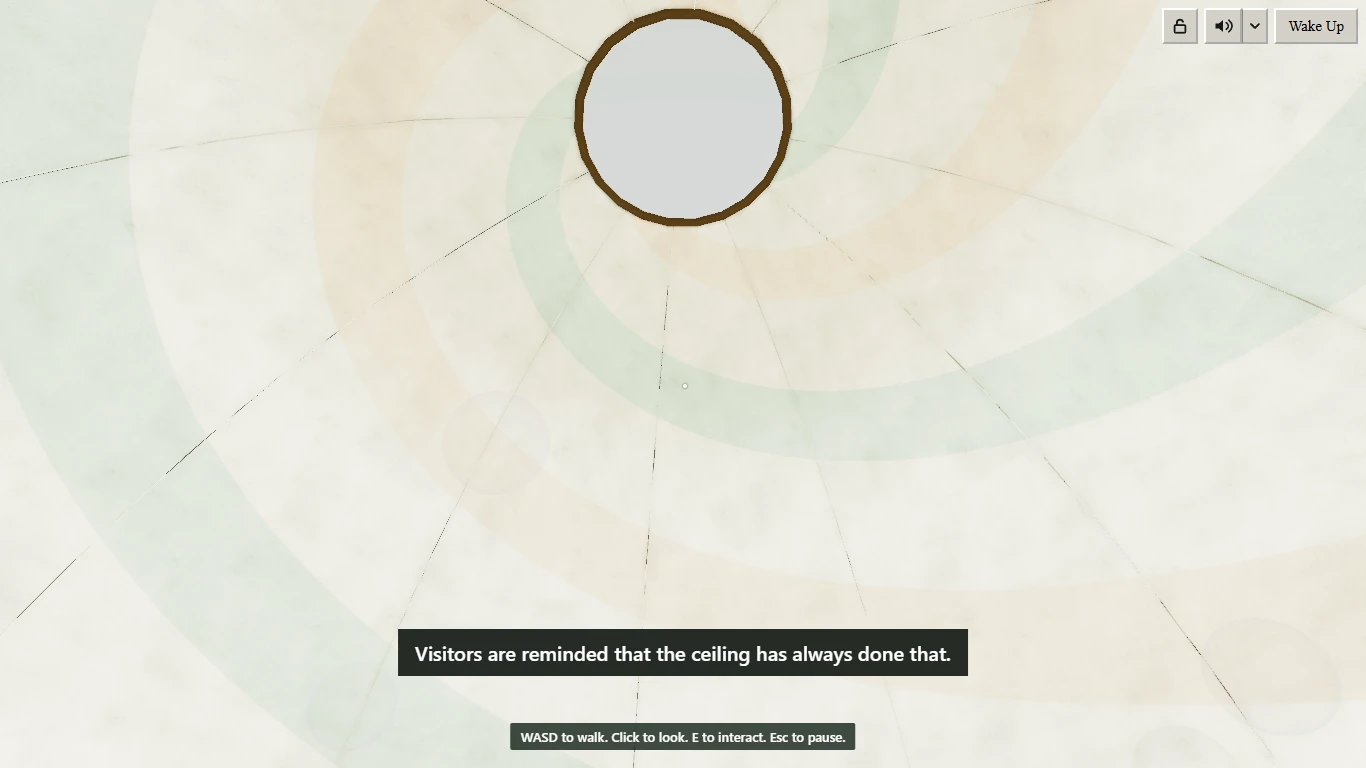 Wake Up
Visitors are reminded that the ceiling has always done that.
WASD to walk. Click to look. E to interact. Esc to pause.